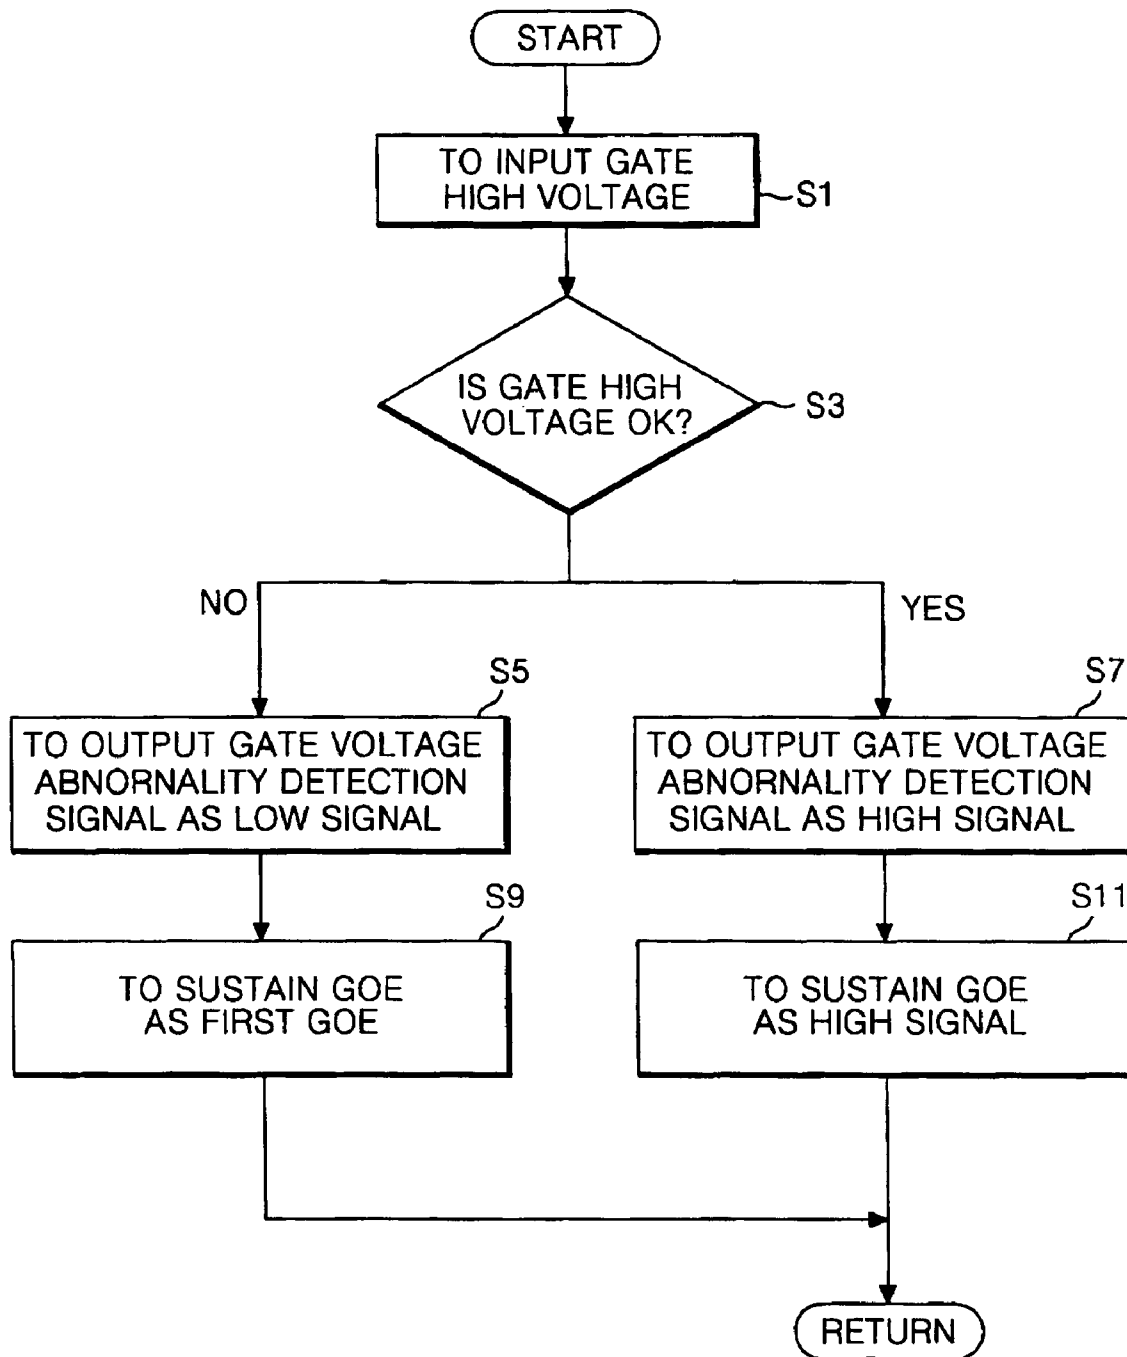 START
TO INPUT GATE
HIGH VOLTAGE
S1
IS GATE HIGH
VOLTAGE OK?
S3
NO
YES
S5
TO OUTPUT GATE VOLTAGE
ABNORNALITY DETECTION
SIGNAL AS LOW SIGNAL
S7
TO OUTPUT GATE VOLTAGE
ABNORNALITY DETECTION
SIGNAL AS HIGH SIGNAL
S9
TO SUSTAIN GOE
AS FIRST GOE
S11
TO SUSTAIN GOE
AS HIGH SIGNAL
RETURN